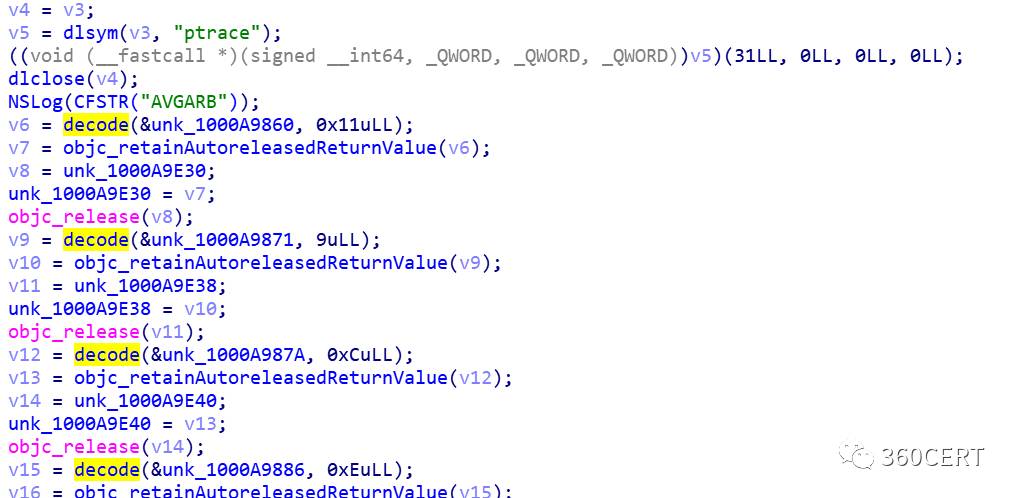 v4 = v3;
v5 = dlsym(v3, "ptrace");
((void (__fastcall *)(signed __int64, _QWORD, _QWORD, _QWORD))v5)(31LL, 0LL, 0LL, 0LL);
dlclose(v4);
NSLog(CFSTR("AVGARB"));
v6 = decode(&unk_1000A9860, 0x11uLL);
v7 = objc_retainAutoreleasedReturnValue(v6);
v8 = unk_1000A9E30;
unk_1000A9E30 = v7;
objc_release(v8);
v9 = decode(&unk_1000A9871, 9uLL);
v10 = objc_retainAutoreleasedReturnValue(v9);
v11 = unk_1000A9E38;
unk_1000A9E38 = v10;
objc_release(v11);
v12 = decode(&unk_1000A987A, 0xCuLL);
v13 = objc_retainAutoreleasedReturnValue(v12);
v14 = unk_1000A9E40;
unk_1000A9E40 = v13;
objc_release(v14);
v15 = decode(&unk_1000A9886, 0xEuLL);
v16 = objc_retainAutoreleasedReturnValue(v15);
360CERT